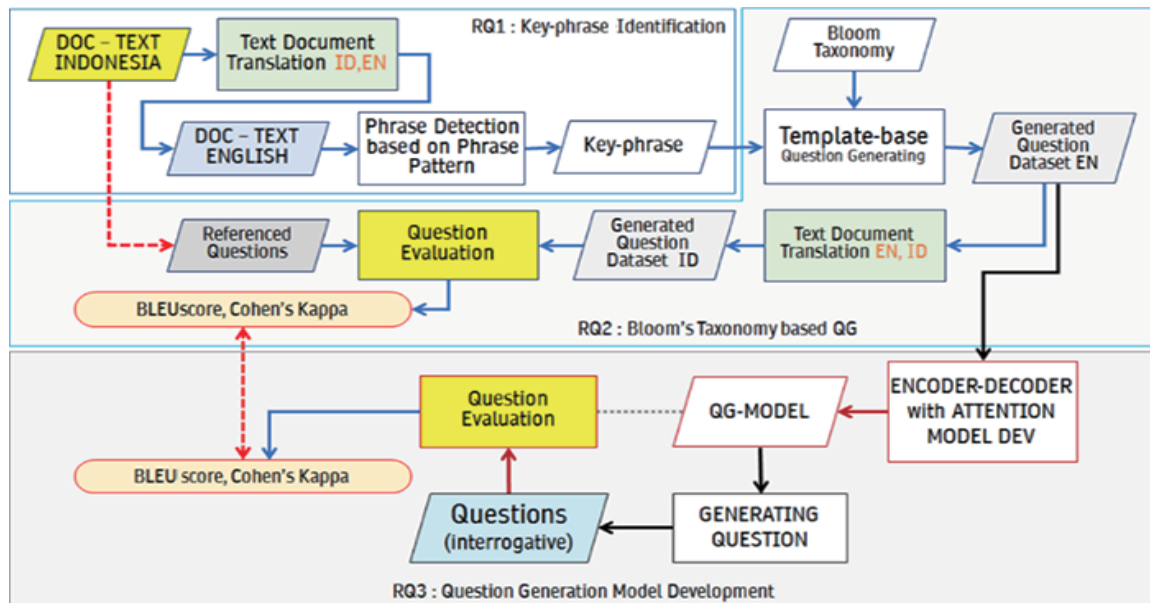 RQ1 : Key-phrase Identification
DOC – TEXT
INDONESIA
Text Document
Translation ID,EN
Bloom
Taxonomy
DOC – TEXT
ENGLISH
Phrase Detection
based on Phrase
Pattern
Key-phrase
Template-base
Question Generating
Generated
Question
Dataset EN
Referenced
Questions
Question
Evaluation
Generated
Question
Dataset ID
Text Document
Translation EN, ID
BLEUscore, Cohen's Kappa
RQ2 : Bloom's Taxonomy based QG
Question
Evaluation
QG-MODEL
ENCODER-DECODER
with ATTENTION
MODEL DEV
BLEU score, Cohen's Kappa
Questions
(interrogative)
GENERATING
QUESTION
RQ3 : Question Generation Model Development